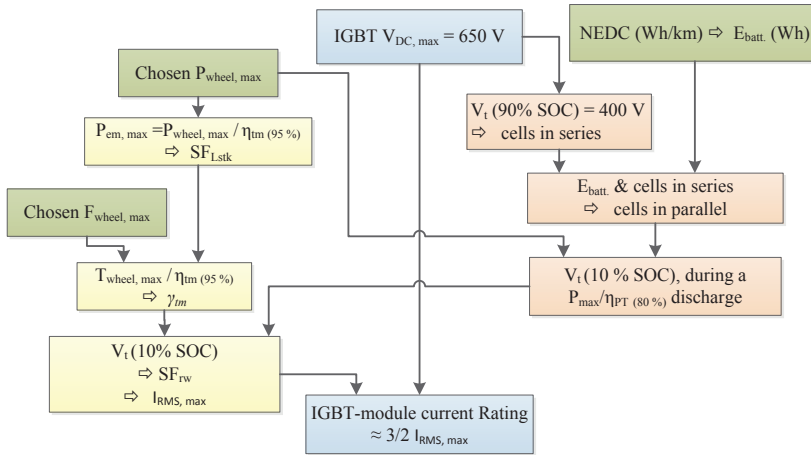 IGBT V_DC, max = 650 V
NEDC (Wh/km) ⇨ E_batt. (Wh)
Chosen P_wheel, max
P_em, max =P_wheel, max / η_tm (95 %)
⇨ SF_Lstk
V_t (90% SOC) = 400 V
⇨ cells in series
E_batt. & cells in series
⇨ cells in parallel
Chosen F_wheel, max
T_wheel, max / η_tm (95 %)
⇨ γ_tm
V_t (10 % SOC), during a
P_max/η_PT (80 %) discharge
V_t (10% SOC)
⇨ SF_rw
⇨ I_RMS, max
IGBT-module current Rating
≈ 3/2 I_RMS, max